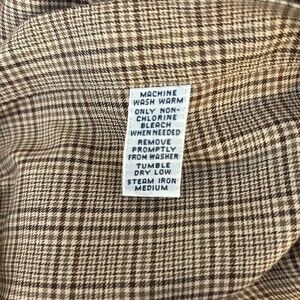 MACHINE
WASH WARM
ONLY NON-
CHLORINE
BLEACH
WHEN NEEDED
REMOVE
PROMPTLY
FROM WASHER
TUMBLE
DRY LOW
STEAM IRON
MEDIUM